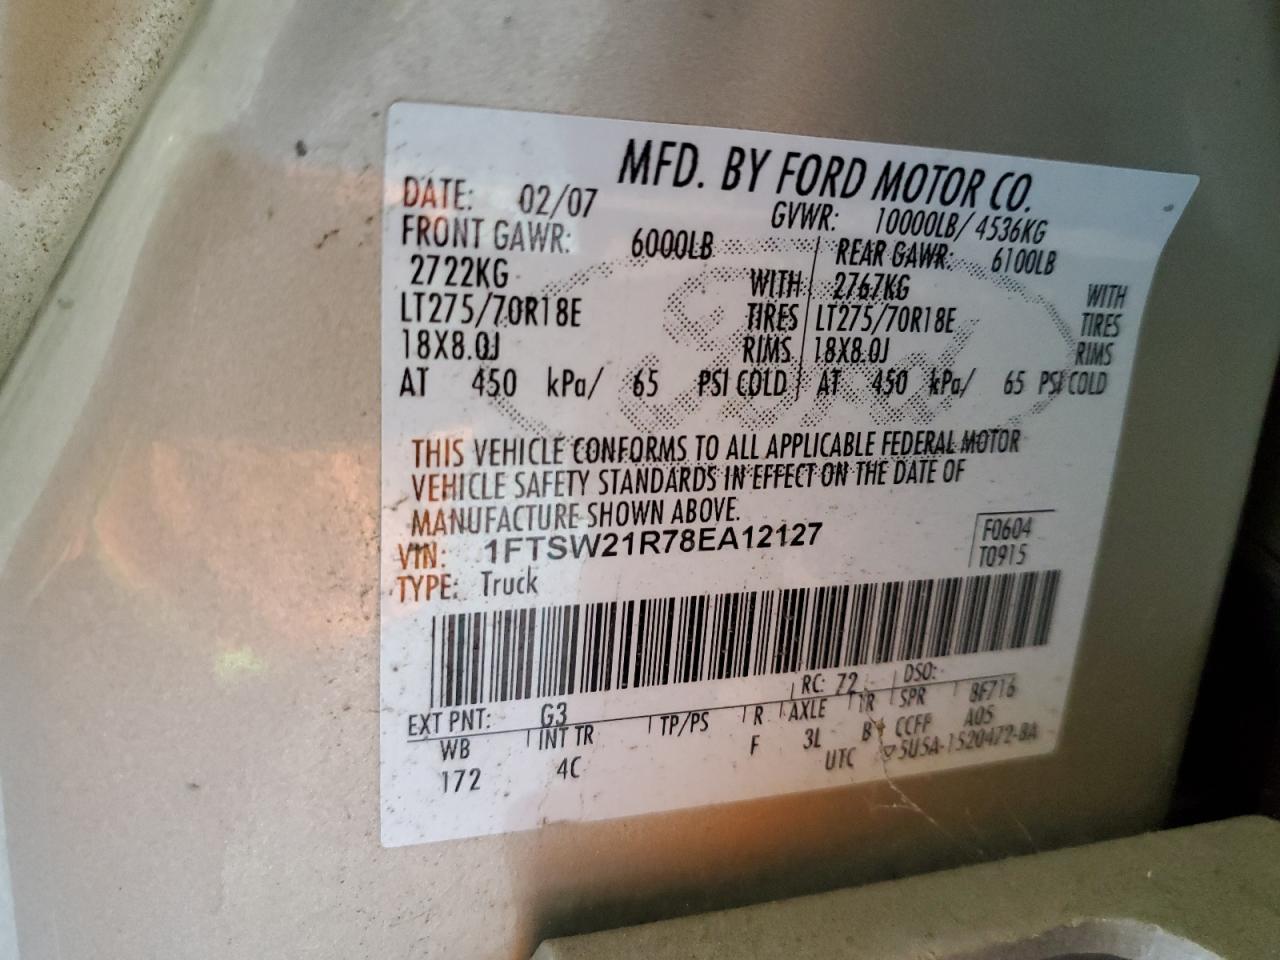 MFD. BY FORD MOTOR CO.
DATE: 02/07 GVWR: 10000LB/ 4536KG
FRONT GAWR: 6000LB REAR GAWR: 6100LB
2722KG WITH 2767KG WITH
LT275/70R18E TIRES LT275/70R18E TIRES
18X8.0J RIMS 18X8.0J RIMS
AT 450 kPa/ 65 PSI COLD AT 450 kPa/ 65 PSI COLD
THIS VEHICLE CONFORMS TO ALL APPLICABLE FEDERAL MOTOR
VEHICLE SAFETY STANDARDS IN EFFECT ON THE DATE OF
MANUFACTURE SHOWN ABOVE.
VIN: 1FTSW21R78EA12127 F0604
TYPE: Truck T0915
EXT PNT: G3 RC: 72 DSO:
WB INT TR TP/PS R AXLE TR SPR 8F716
172 4C F 3L B CCFF A05
UTC 5U5A-1520472-BA
Ford